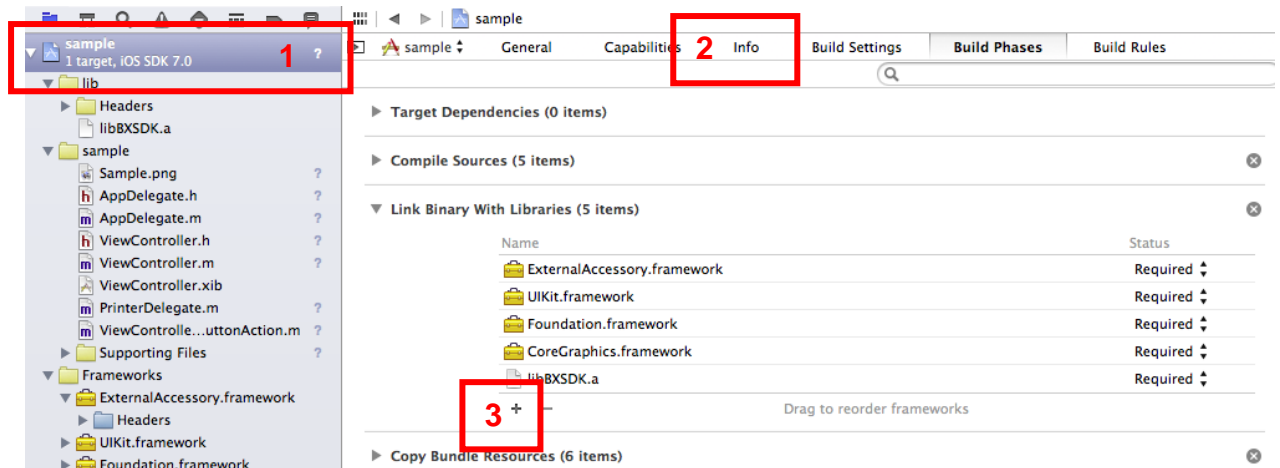 sample
1 target, iOS SDK 7.0
?
1
lib
Headers
libBXSDK.a
sample
Sample.png ?
AppDelegate.h ?
AppDelegate.m ?
ViewController.h ?
ViewController.m ?
ViewController.xib
PrinterDelegate.m ?
ViewControlle...uttonAction.m ?
Supporting Files ?
Frameworks
ExternalAccessory.framework
Headers
UIKit.framework
Foundation.framework
sample
sample General Capabilities 2 Info Build Settings Build Phases Build Rules
Target Dependencies (0 items)
Compile Sources (5 items)
Link Binary With Libraries (5 items)
Name Status
ExternalAccessory.framework Required
UIKit.framework Required
Foundation.framework Required
CoreGraphics.framework Required
libBXSDK.a Required
3 + − Drag to reorder frameworks
Copy Bundle Resources (6 items)